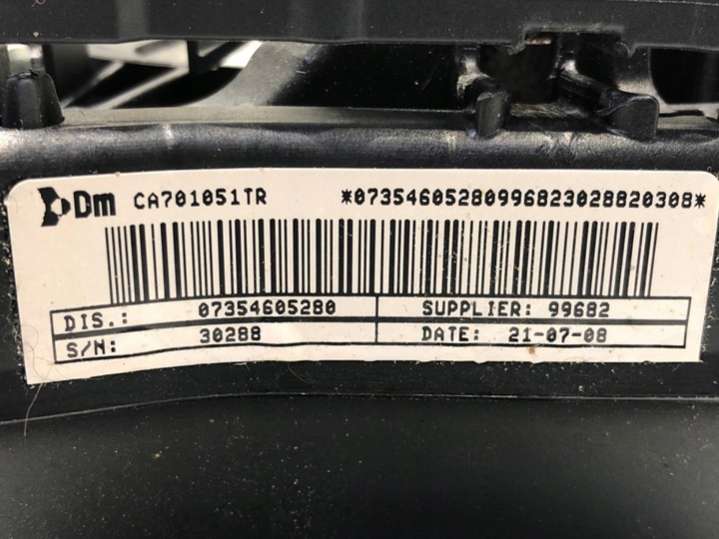 Dm CA701051TR *07354605280996823028820308*
DIS.: 07354605280 SUPPLIER: 99682
S/N: 30288 DATE: 21-07-08